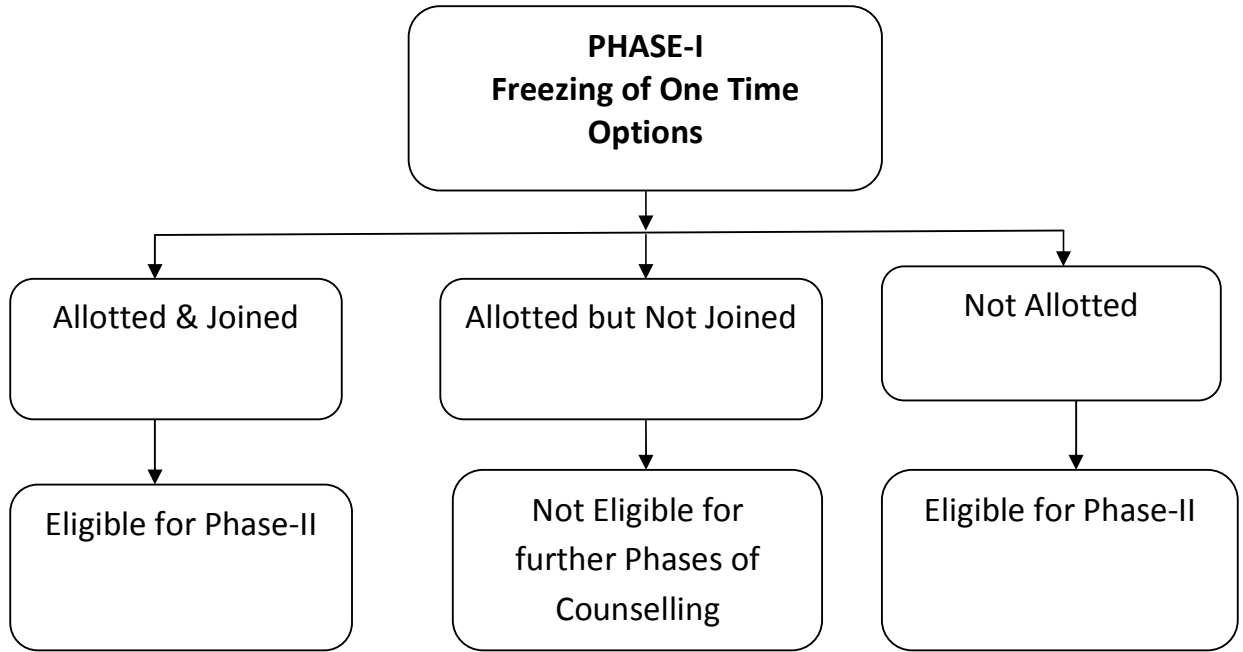 PHASE-I
Freezing of One Time
Options
Allotted & Joined
Allotted but Not Joined
Not Allotted
Eligible for Phase-II
Not Eligible for
further Phases of
Counselling
Eligible for Phase-II